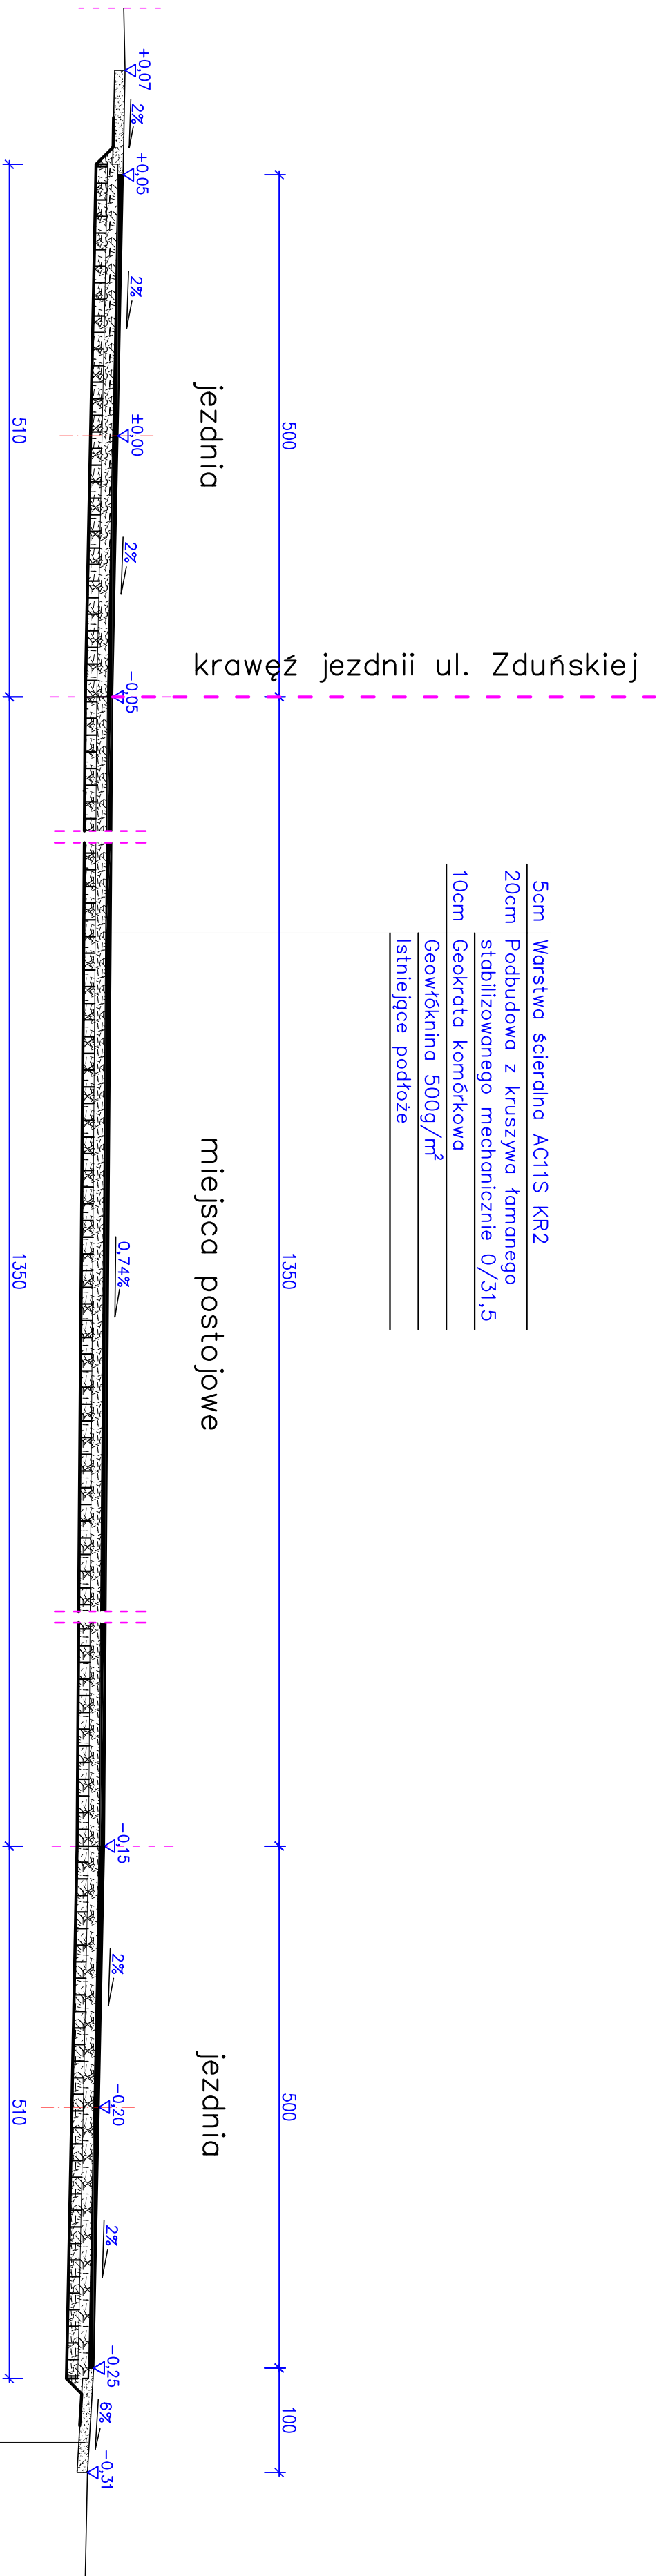 krawęź jezdnii ul. Zduńskiej
5cm Warstwa ścieralna AC11S KR2
20cm Podbudowa z kruszywa łamanego
stabilizowanego mechanicznie 0/31,5
10cm Geokrata komórkowa
Geowłóknina 500g/m²
Istniejące podłoże
500
1350
500
100
jezdnia
miejsca postojowe
jezdnia
+0,07
2%
+0,05
2%
±0,00
2%
-0,05
0,74%
-0,15
2%
-0,20
2%
-0,25
6%
-0,31
510
1350
510